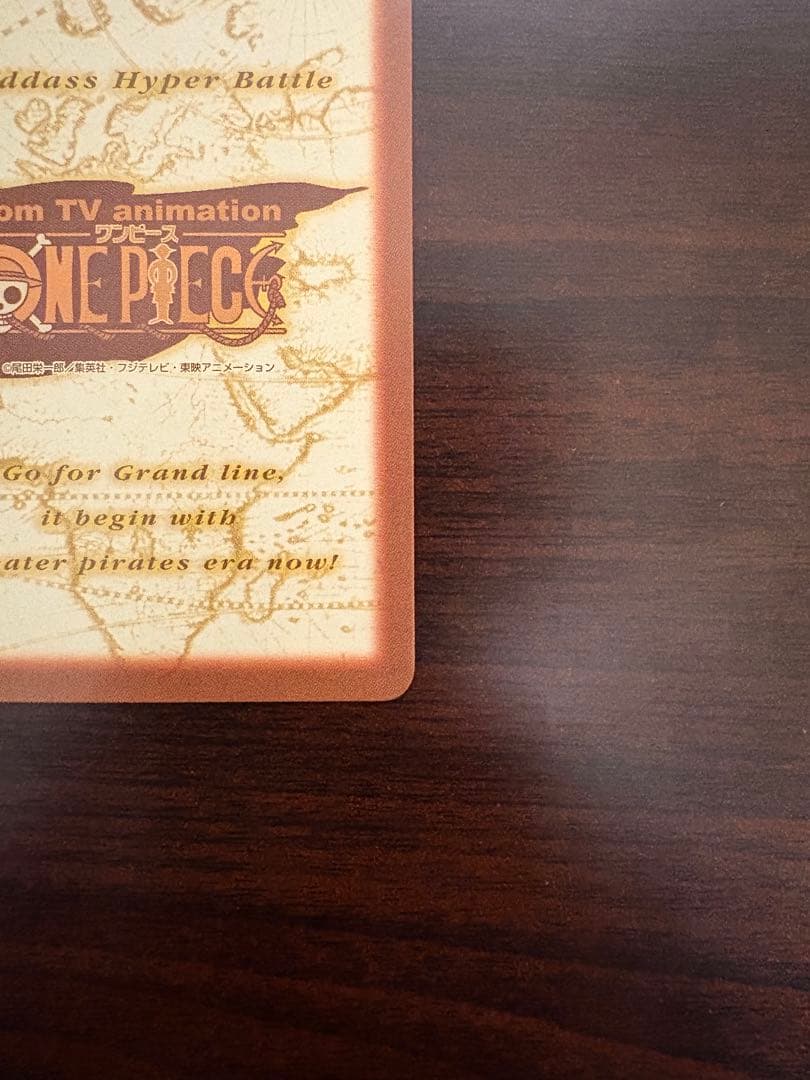 ddass Hyper Battle
om TV animation
ワンピース
ONE PIECE
©尾田栄一郎／集英社・フジテレビ・東映アニメーション
Go for Grand line,
it begin with
ater pirates era now!